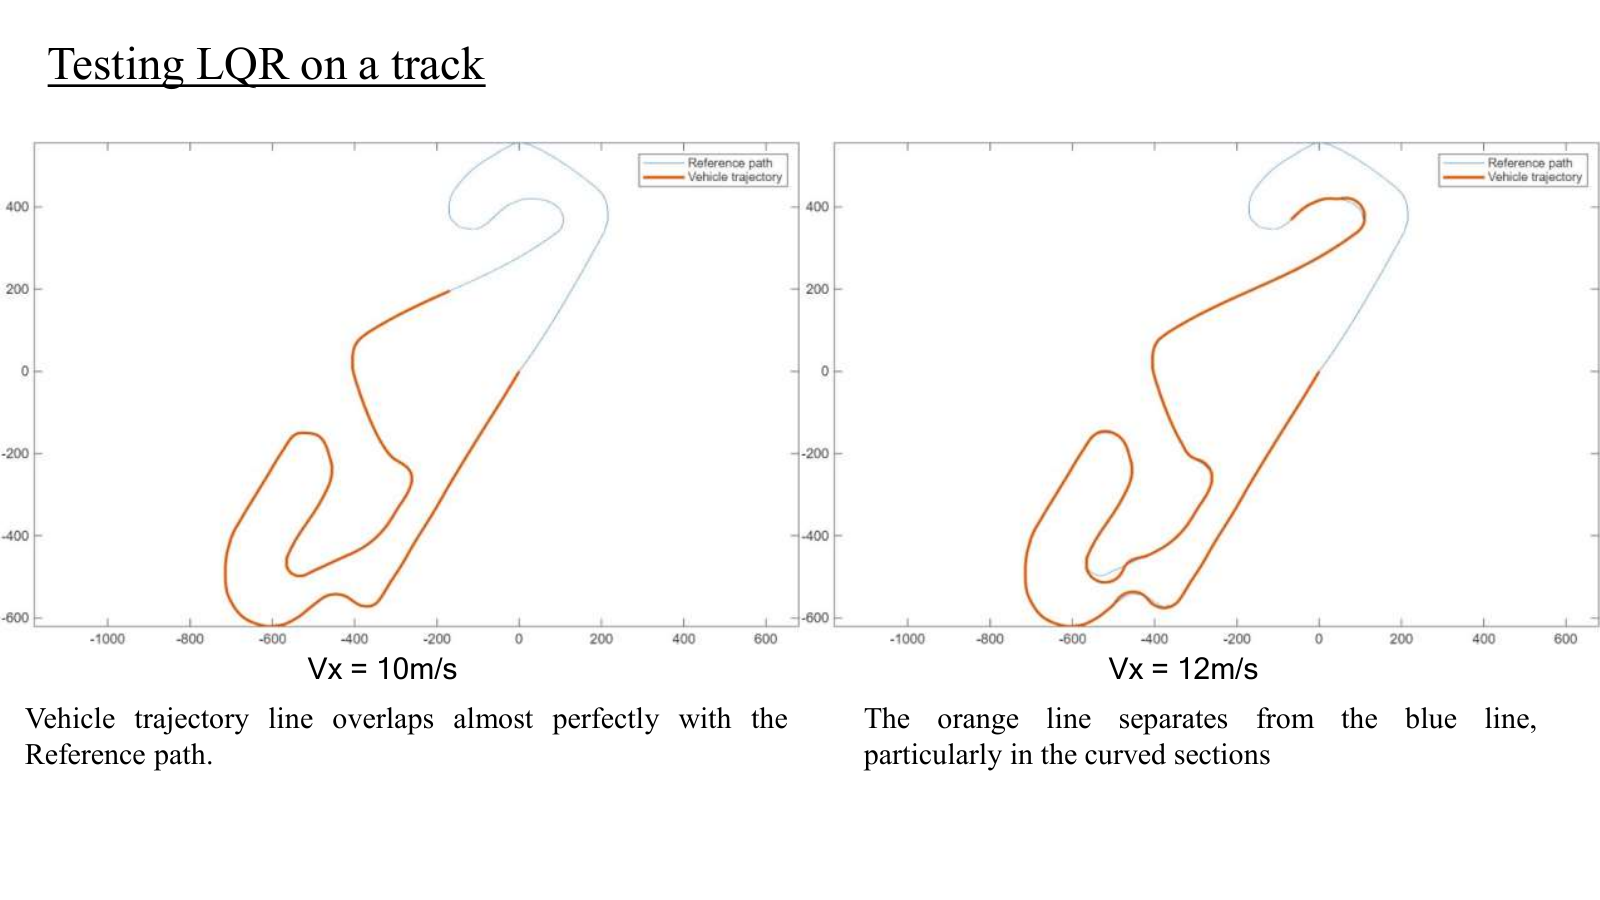 Testing LQR on a track
Reference path
Vehicle trajectory
400
200
0
-200
-400
-600
-1000 -800 -600 -400 -200 0 200 400 600
Vx = 10m/s
Vehicle trajectory line overlaps almost perfectly with the
Reference path.
Reference path
Vehicle trajectory
400
200
0
-200
-400
-600
-1000 -800 -600 -400 -200 0 200 400 600
Vx = 12m/s
The orange line separates from the blue line,
particularly in the curved sections